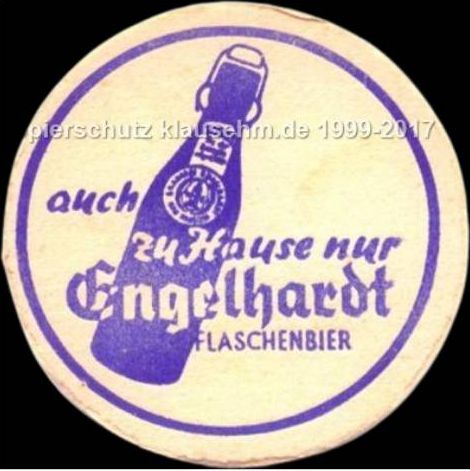 pierschutz klausehm.de 1999-2017
auch
zu Hause nur
Engelhardt
FLASCHENBIER